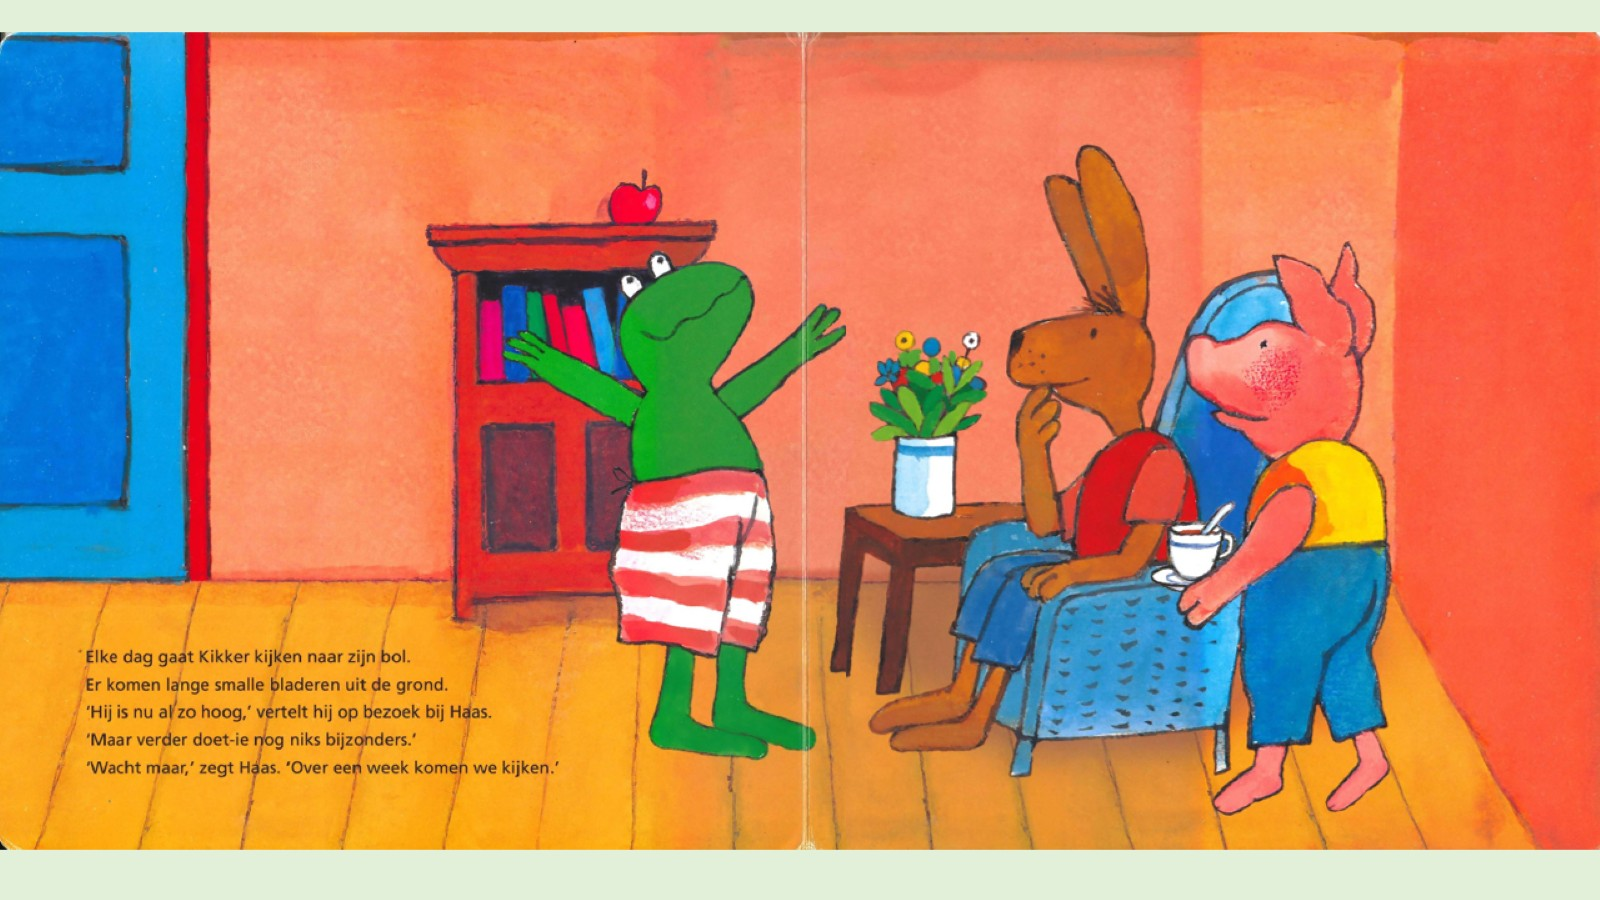 Elke dag gaat Kikker kijken naar zijn bol.
Er komen lange smalle bladeren uit de grond.
‘Hij is nu al zo hoog,’ vertelt hij op bezoek bij Haas.
‘Maar verder doet-ie nog niks bijzonders.’
‘Wacht maar,’ zegt Haas. ‘Over een week komen we kijken.’